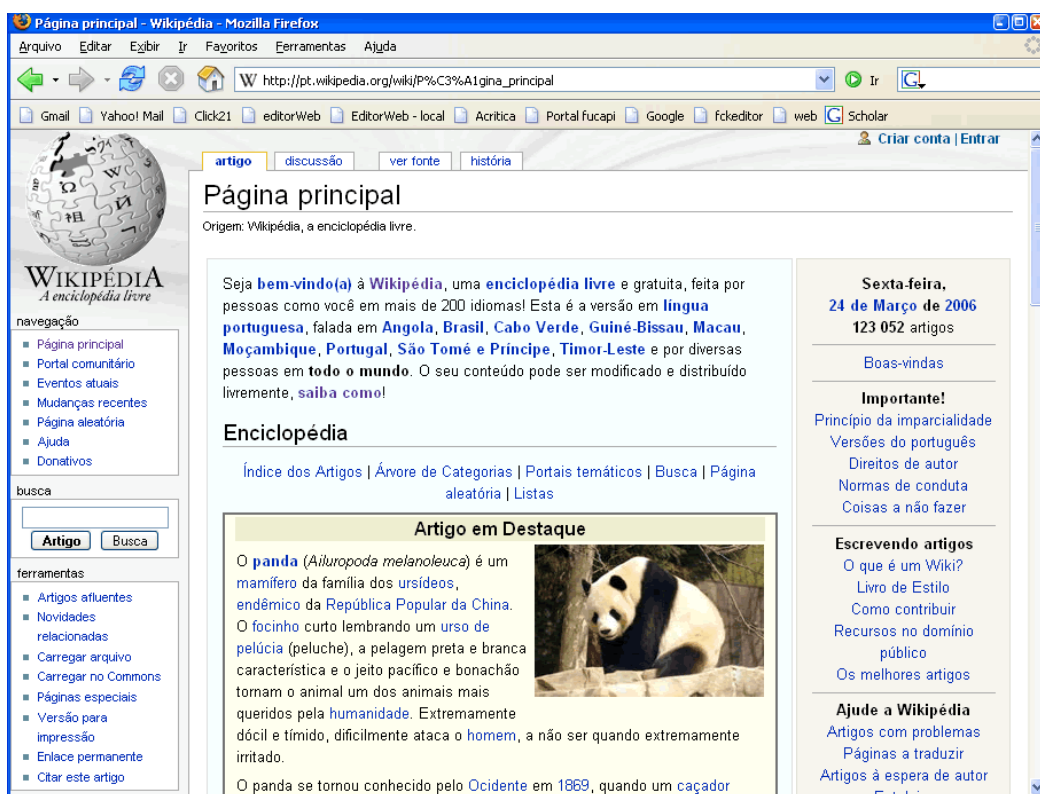 Página principal - Wikipédia - Mozilla Firefox
Arquivo Editar Exibir Ir Favoritos Ferramentas Ajuda
http://pt.wikipedia.org/wiki/P%C3%A1gina_principal Ir
Gmail Yahoo! Mail Click21 editorWeb EditorWeb - local Acritica Portal fucapi Google fckeditor web Scholar
Criar conta | Entrar
artigo discussão ver fonte história
Página principal
Origem: Wikipédia, a enciclopédia livre.
WIKIPÉDIA
A enciclopédia livre
navegação
Página principal
Portal comunitário
Eventos atuais
Mudanças recentes
Página aleatória
Ajuda
Donativos
busca
Artigo Busca
ferramentas
Artigos afluentes
Novidades
relacionadas
Carregar arquivo
Carregar no Commons
Páginas especiais
Versão para
impressão
Enlace permanente
Citar este artigo
Seja bem-vindo(a) à Wikipédia, uma enciclopédia livre e gratuita, feita por
pessoas como você em mais de 200 idiomas! Esta é a versão em língua
portuguesa, falada em Angola, Brasil, Cabo Verde, Guiné-Bissau, Macau,
Moçambique, Portugal, São Tomé e Príncipe, Timor-Leste e por diversas
pessoas em todo o mundo. O seu conteúdo pode ser modificado e distribuído
livremente, saiba como!
Enciclopédia
Índice dos Artigos | Árvore de Categorias | Portais temáticos | Busca | Página
aleatória | Listas
Artigo em Destaque
O panda (Ailuropoda melanoleuca) é um
mamífero da família dos ursídeos,
endêmico da República Popular da China.
O focinho curto lembrando um urso de
pelúcia (peluche), a pelagem preta e branca
característica e o jeito pacífico e bonachão
tornam o animal um dos animais mais
queridos pela humanidade. Extremamente
dócil e tímido, dificilmente ataca o homem, a não ser quando extremamente
irritado.
O panda se tornou conhecido pelo Ocidente em 1869, quando um caçador
Sexta-feira,
24 de Março de 2006
123 052 artigos
Boas-vindas
Importante!
Princípio da imparcialidade
Versões do português
Direitos de autor
Normas de conduta
Coisas a não fazer
Escrevendo artigos
O que é um Wiki?
Livro de Estilo
Como contribuir
Recursos no domínio
público
Os melhores artigos
Ajude a Wikipédia
Artigos com problemas
Páginas a traduzir
Artigos à espera de autor